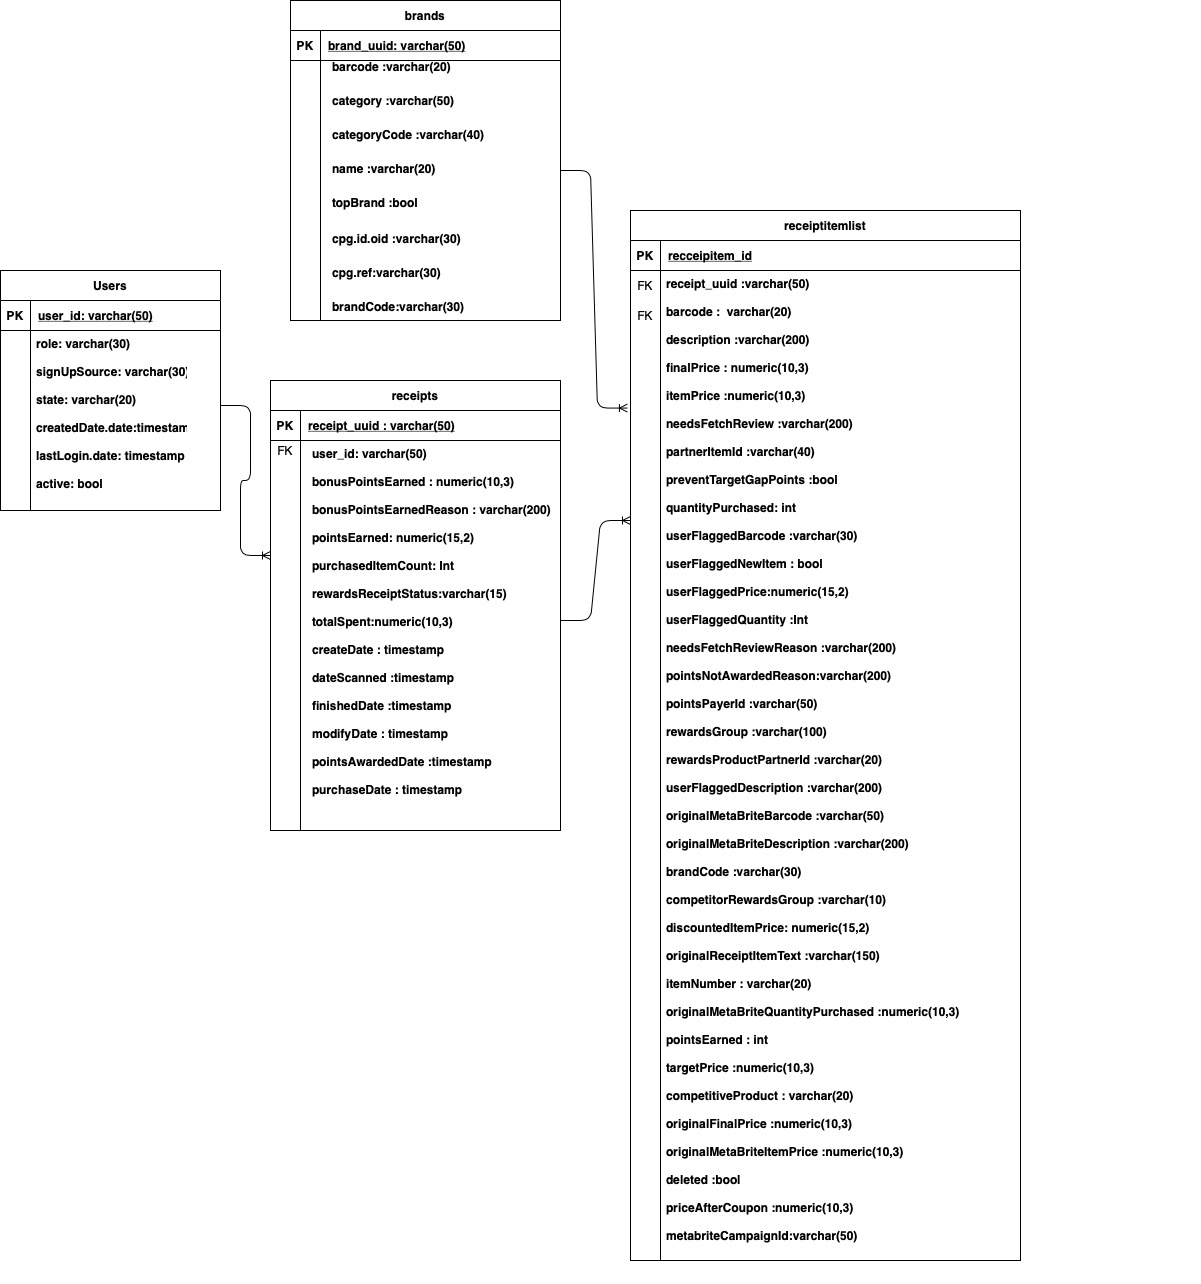 brands
PK
brand_uuid: varchar(50)
barcode :varchar(20)
category :varchar(50)
categoryCode :varchar(40)
name :varchar(20)
topBrand :bool
cpg.id.oid :varchar(30)
cpg.ref:varchar(30)
brandCode:varchar(30)
Users
PK
user_id: varchar(50)
role: varchar(30)
signUpSource: varchar(30)
state: varchar(20)
createdDate.date:timestam
lastLogin.date: timestamp
active: bool
receipts
PK
receipt_uuid : varchar(50)
FK
user_id: varchar(50)
bonusPointsEarned : numeric(10,3)
bonusPointsEarnedReason : varchar(200)
pointsEarned: numeric(15,2)
purchasedItemCount: Int
rewardsReceiptStatus:varchar(15)
totalSpent:numeric(10,3)
createDate : timestamp
dateScanned :timestamp
finishedDate :timestamp
modifyDate : timestamp
pointsAwardedDate :timestamp
purchaseDate : timestamp
receiptitemlist
PK
recceipitem_id
FK
receipt_uuid :varchar(50)
FK
barcode :  varchar(20)
description :varchar(200)
finalPrice : numeric(10,3)
itemPrice :numeric(10,3)
needsFetchReview :varchar(200)
partnerItemId :varchar(40)
preventTargetGapPoints :bool
quantityPurchased: int
userFlaggedBarcode :varchar(30)
userFlaggedNewItem : bool
userFlaggedPrice:numeric(15,2)
userFlaggedQuantity :Int
needsFetchReviewReason :varchar(200)
pointsNotAwardedReason:varchar(200)
pointsPayerId :varchar(50)
rewardsGroup :varchar(100)
rewardsProductPartnerId :varchar(20)
userFlaggedDescription :varchar(200)
originalMetaBriteBarcode :varchar(50)
originalMetaBriteDescription :varchar(200)
brandCode :varchar(30)
competitorRewardsGroup :varchar(10)
discountedItemPrice: numeric(15,2)
originalReceiptItemText :varchar(150)
itemNumber : varchar(20)
originalMetaBriteQuantityPurchased :numeric(10,3)
pointsEarned : int
targetPrice :numeric(10,3)
competitiveProduct : varchar(20)
originalFinalPrice :numeric(10,3)
originalMetaBriteItemPrice :numeric(10,3)
deleted :bool
priceAfterCoupon :numeric(10,3)
metabriteCampaignId:varchar(50)